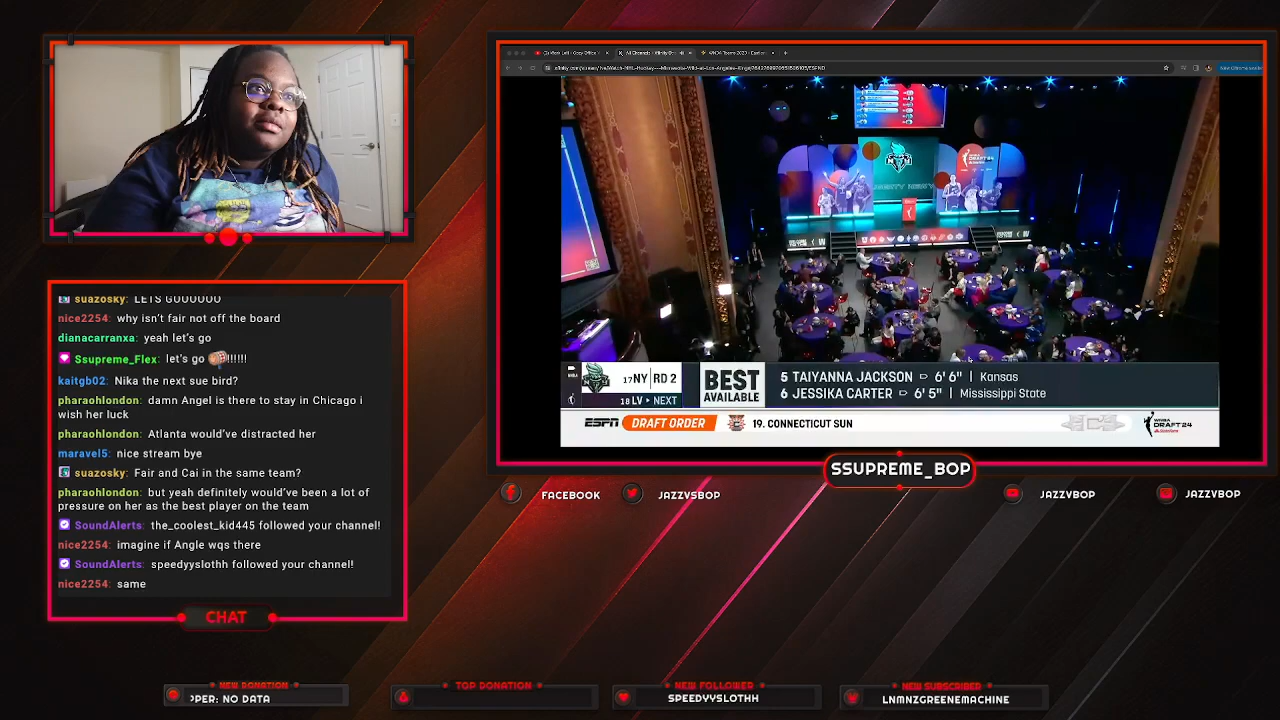 suazosky: LETS GOOOOOO
nice2254: why isn't fair not off the board
dianacarranxa: yeah let's go
Ssupreme_Flex: let's go !!!!!!
kaitgb02: Nika the next sue bird?
pharaohlondon: damn Angel is there to stay in Chicago i
wish her luck
pharaohlondon: Atlanta would've distracted her
maravel5: nice stream bye
suazosky: Fair and Cai in the same team?
pharaohlondon: but yeah definitely would've been a lot of
pressure on her as the best player on the team
SoundAlerts: the_coolest_kid445 followed your channel!
nice2254: imagine if Angle wqs there
SoundAlerts: speedyyslothh followed your channel!
nice2254: same
CHAT
WNBA DRAFT 24
17 NY RD 2
18 LV ▸ NEXT
BEST
AVAILABLE
5 TAIYANNA JACKSON 6' 6" | Kansas
6 JESSIKA CARTER 6' 5" | Mississippi State
ESPN DRAFT ORDER 19. CONNECTICUT SUN
WNBA
DRAFT 24
SSUPREME_BOP
FACEBOOK
JAZZVSBOP
JAZZVBOP
JAZZVBOP
NEW DONATION
PER: NO DATA
TOP DONATION
NEW FOLLOWER
SPEEDYYSLOTHH
NEW SUBSCRIBER
LNMNZGREENEMACHINE